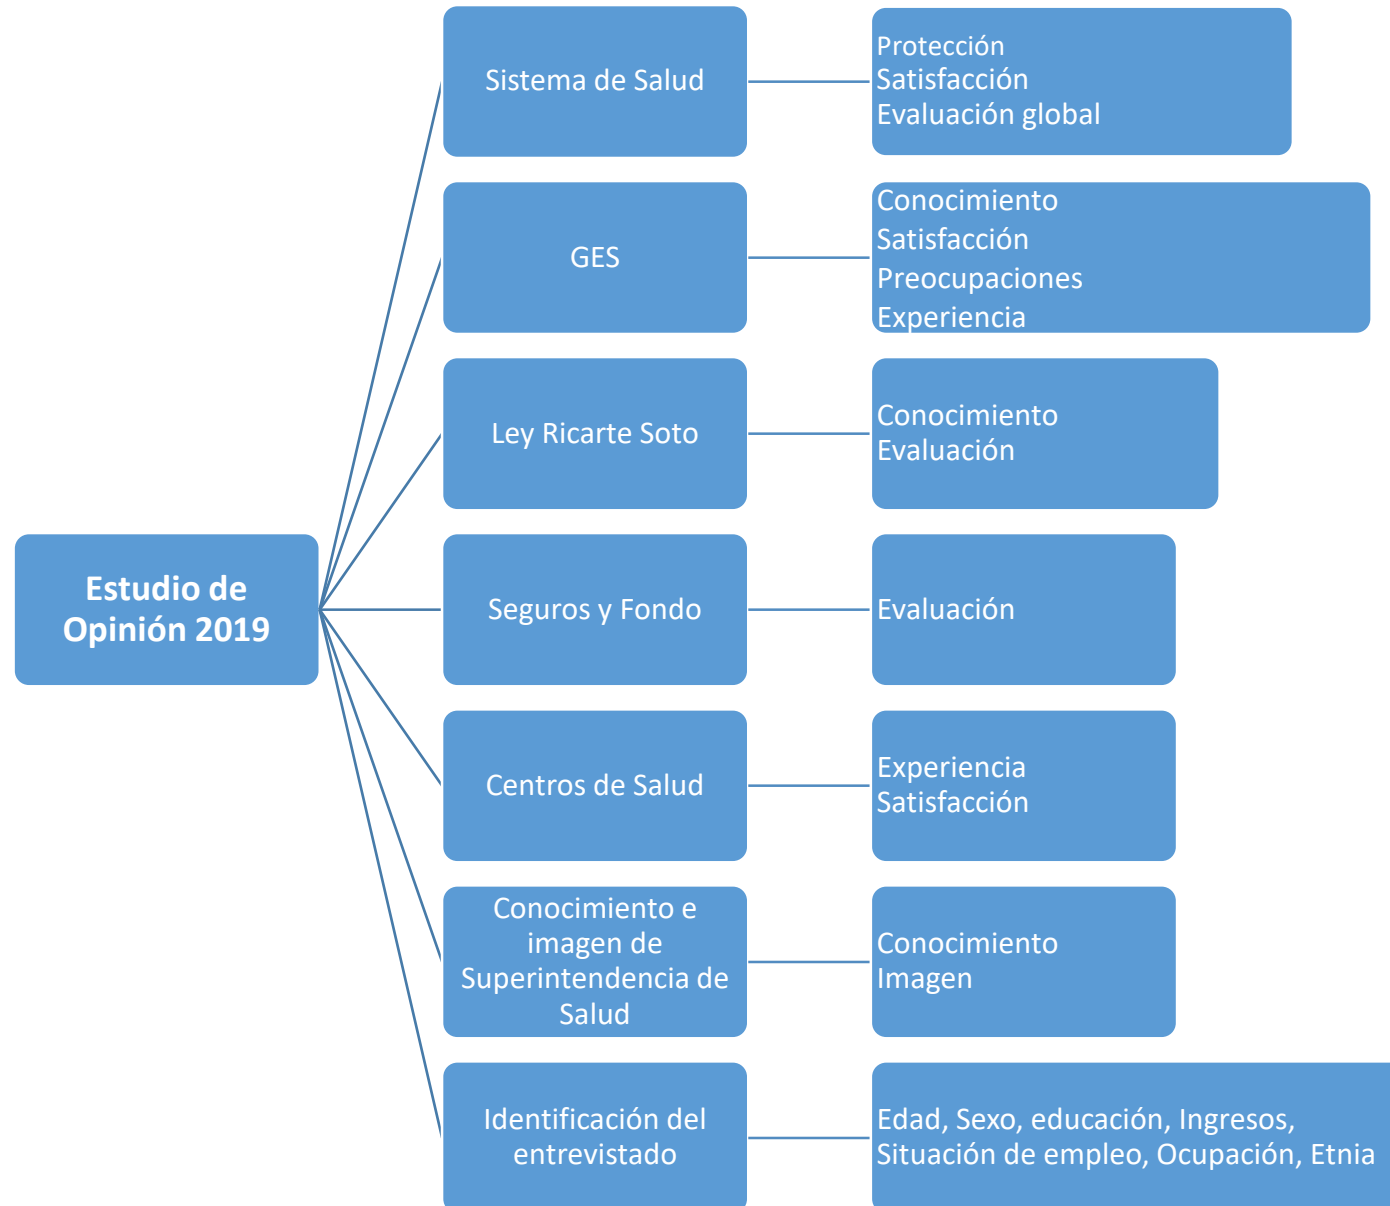 Estudio de
Opinión 2019
Sistema de Salud
Protección
Satisfacción
Evaluación global
GES
Conocimiento
Satisfacción
Preocupaciones
Experiencia
Ley Ricarte Soto
Conocimiento
Evaluación
Seguros y Fondo
Evaluación
Centros de Salud
Experiencia
Satisfacción
Conocimiento e
imagen de
Superintendencia de
Salud
Conocimiento
Imagen
Identificación del
entrevistado
Edad, Sexo, educación, Ingresos,
Situación de empleo, Ocupación, Etnia